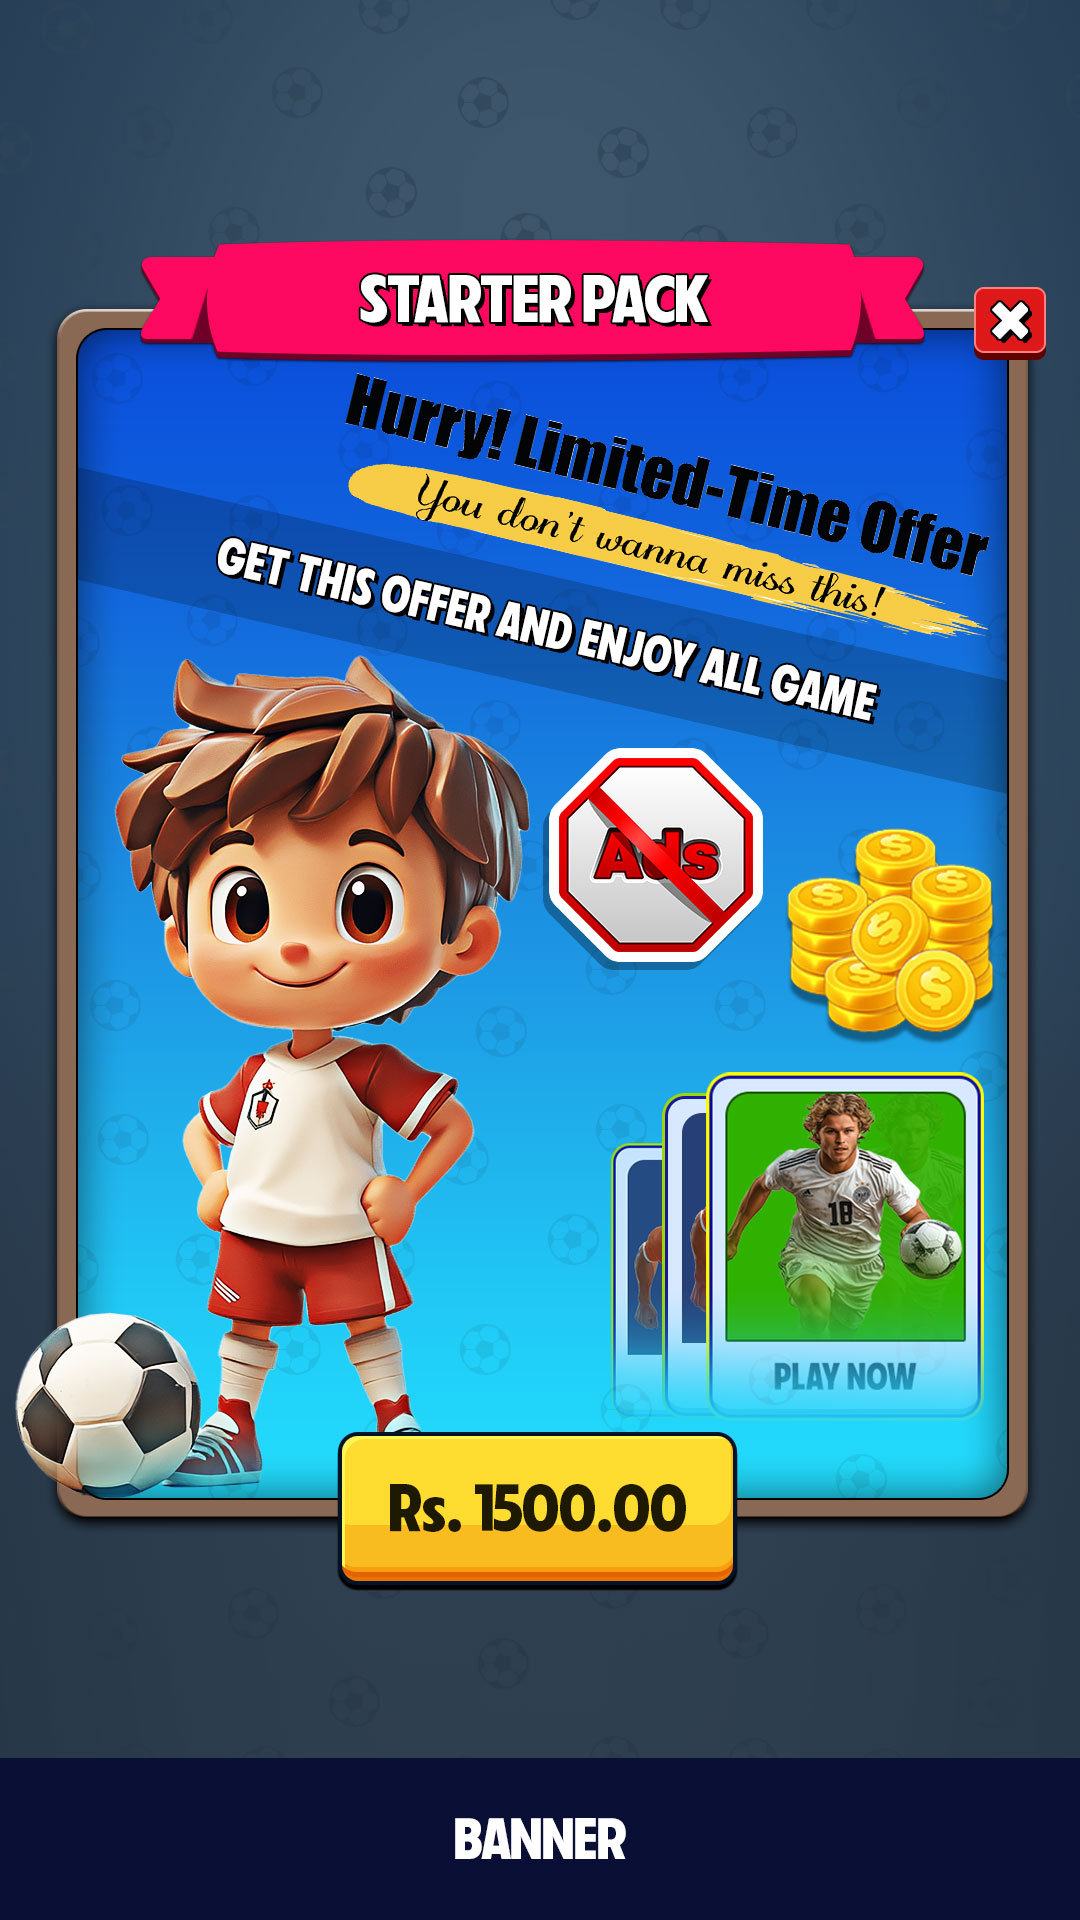 STARTER PACK
Hurry! Limited-Time Offer
You don't wanna miss this!
GET THIS OFFER AND ENJOY ALL GAME
Ads
18
PLAY NOW
Rs. 1500.00
BANNER